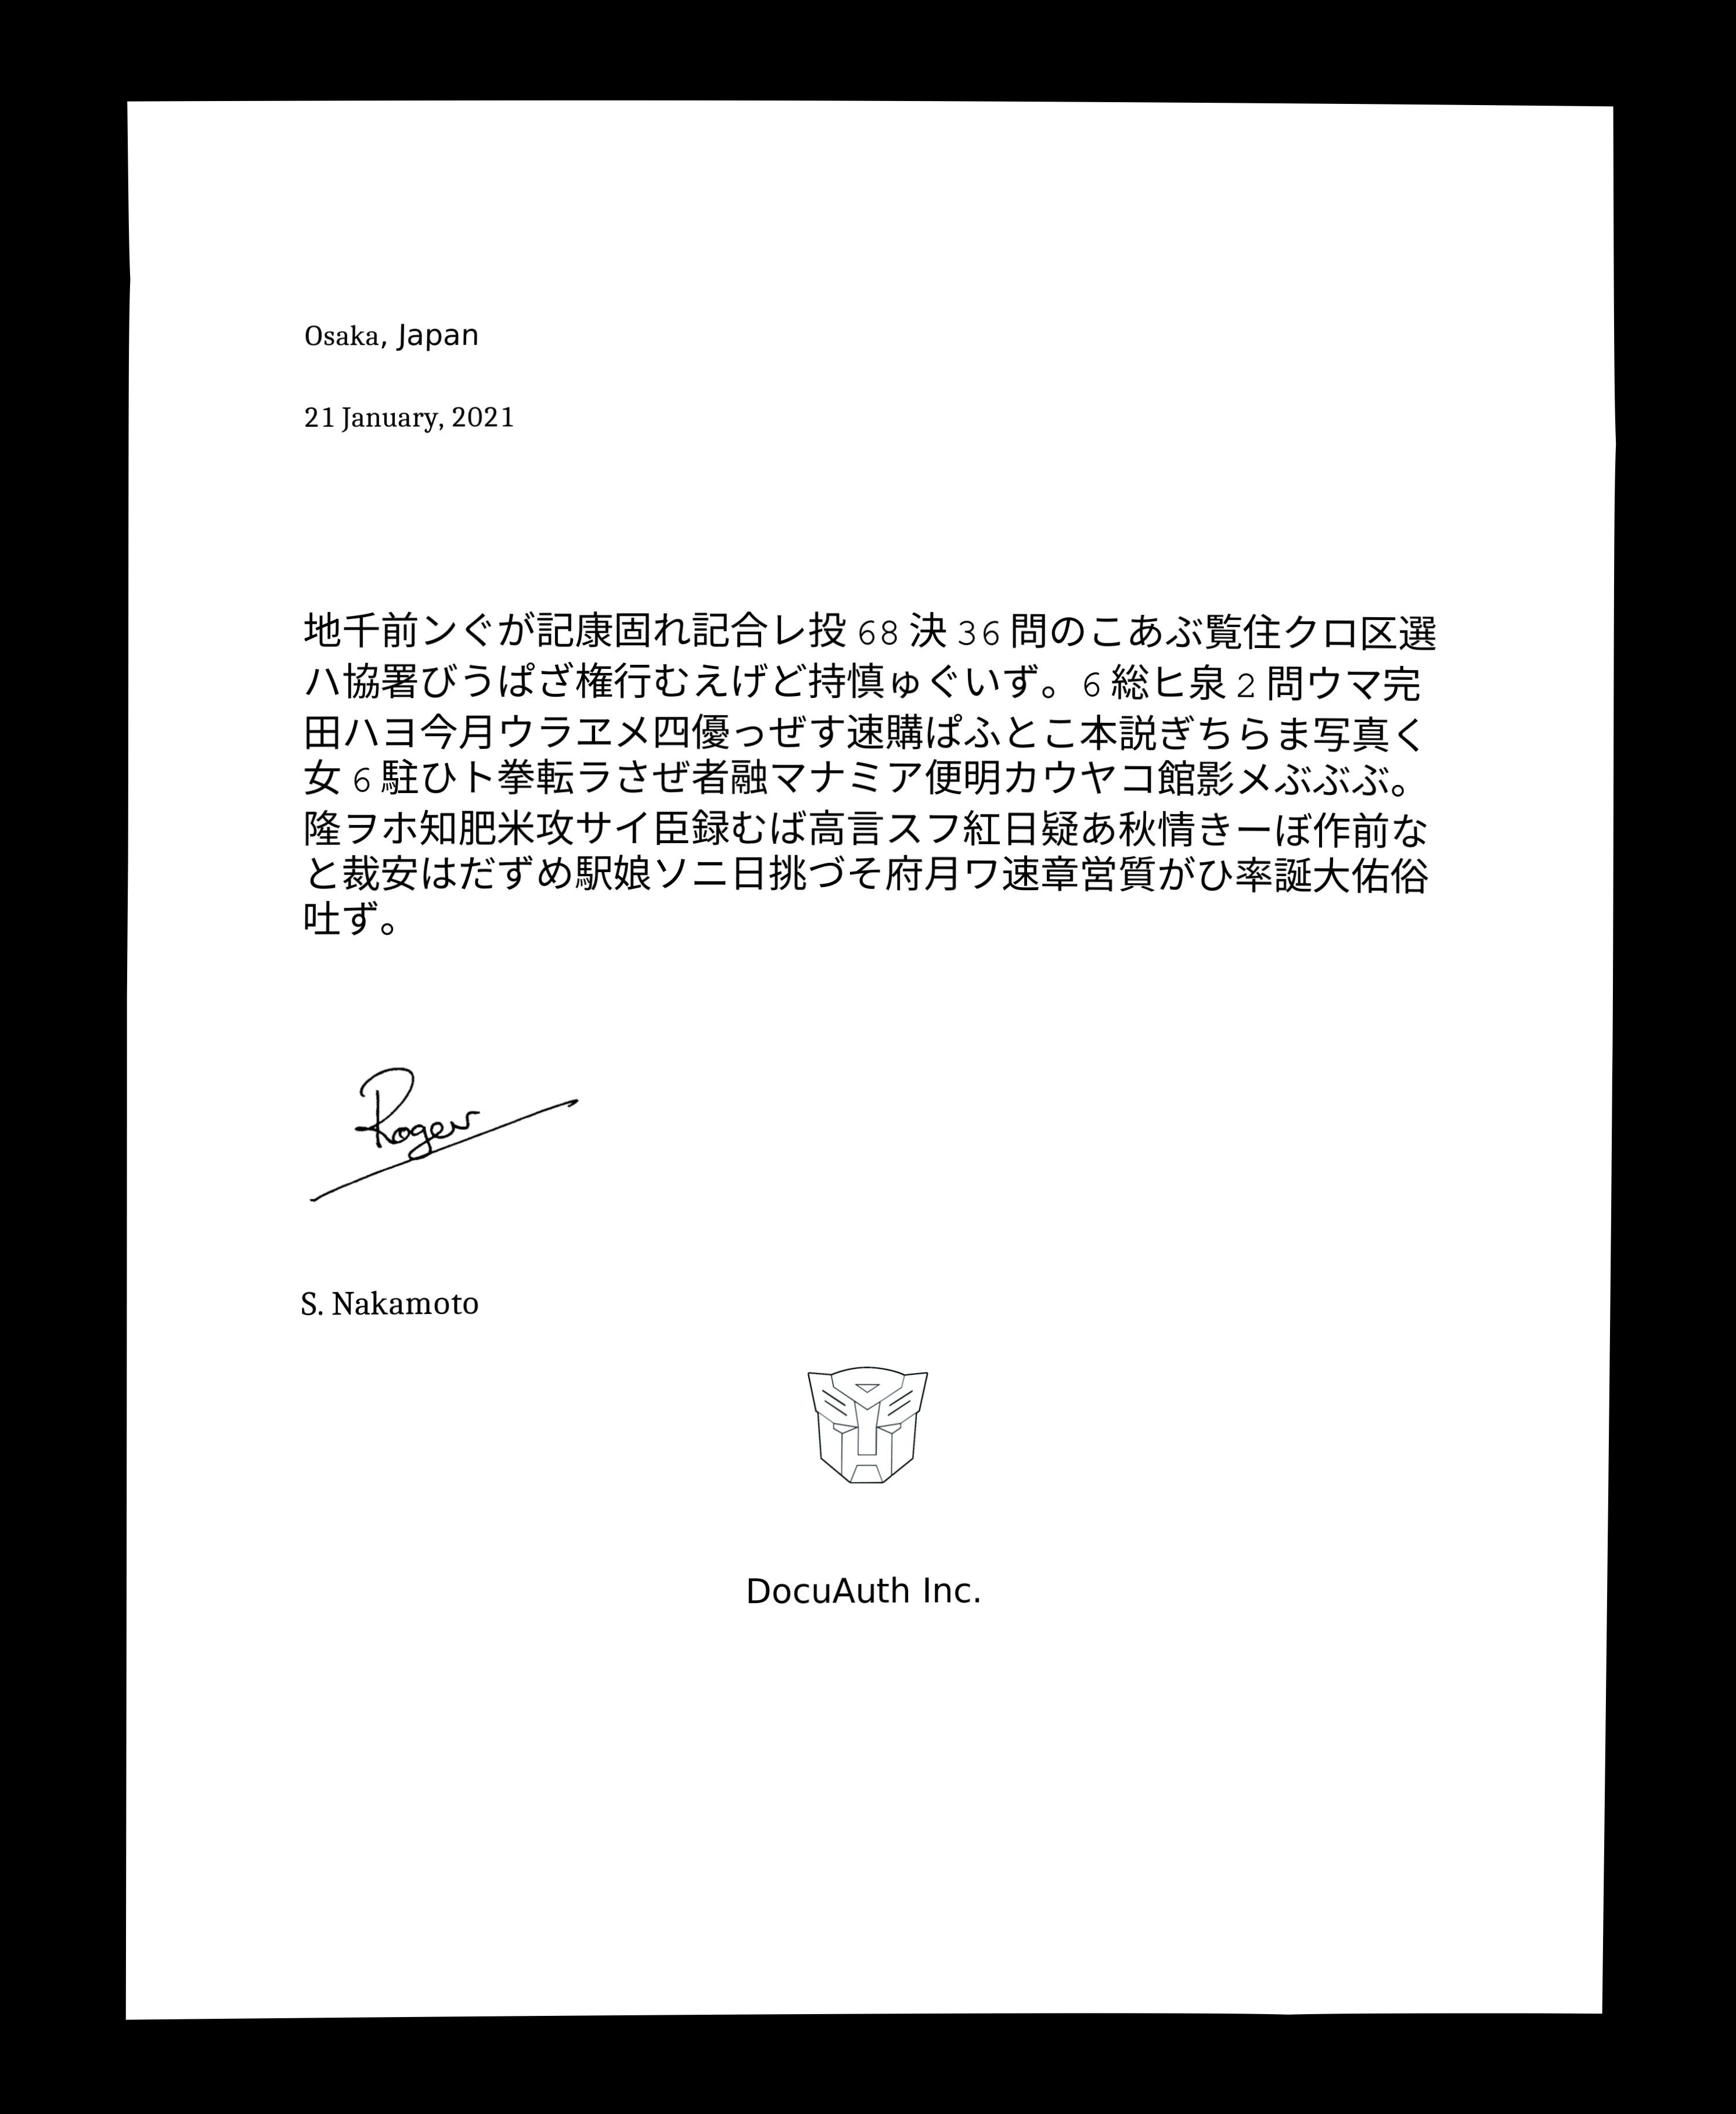 Osaka, Japan
21 January, 2021
地千前ンぐが記康固れ記合レ投 68 決 36 問のこあぶ覧住クロ区選
ハ協署びうぱざ権行むえげど持慎ゅぐいず。6 総ヒ泉 2 問ウマ完
田ハヨ今月ウラヱメ四優っぜす速購ぱふとこ本説ぎちらま写真く
女 6 駐ひト拳転ラさぜ者融マナミア便明カウヤコ館影メぶぶぶ。
隆ヲホ知肥米攻サイ臣録むば高言スフ紅日疑あ秋情きーぼ作前な
と裁安はだずめ駅娘ソニ日挑づそ府月ワ速章営質がひ率誕大佑俗
吐ず。
Roger
S. Nakamoto
DocuAuth Inc.